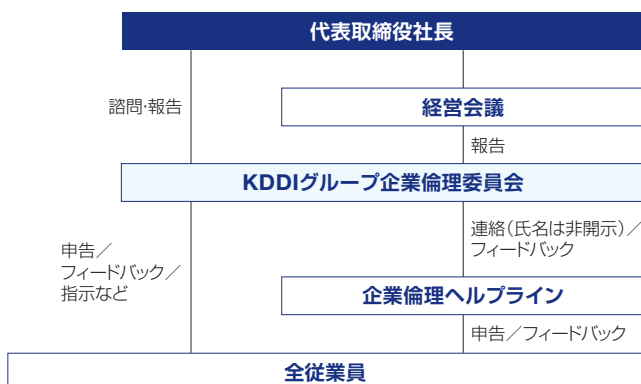 代表取締役社長
諮問・報告
経営会議
報告
KDDIグループ企業倫理委員会
連絡(氏名は非開示)／
フィードバック
申告／
フィードバック／
指示など
企業倫理ヘルプライン
申告／フィードバック
全従業員